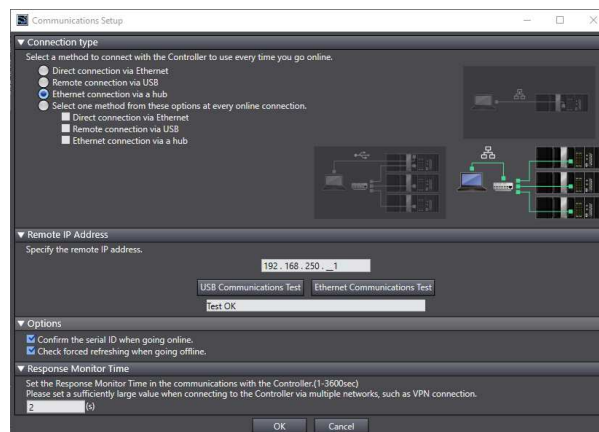 Communications Setup
▼ Connection type
Select a method to connect with the Controller to use every time you go online.
Direct connection via Ethernet
Remote connection via USB
Ethernet connection via a hub
Select one method from these options at every online connection.
Direct connection via Ethernet
Remote connection via USB
Ethernet connection via a hub
▼ Remote IP Address
Specify the remote IP address.
192 . 168 . 250 . __1
USB Communications Test Ethernet Communications Test
Test OK
▼ Options
Confirm the serial ID when going online.
Check forced refreshing when going offline.
▼ Response Monitor Time
Set the Response Monitor Time in the communications with the Controller.(1-3600sec)
Please set a sufficiently large value when connecting to the Controller via multiple networks, such as VPN connection.
2 (s)
OK Cancel